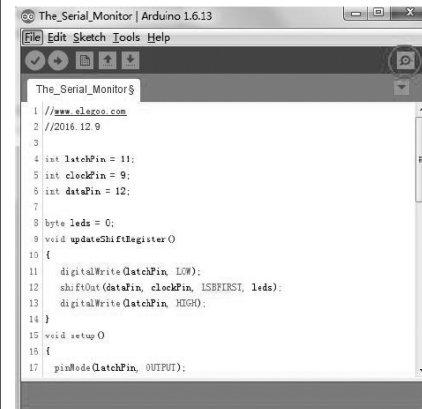 The_Serial_Monitor | Arduino 1.6.13
File Edit Sketch Tools Help
The_Serial_Monitor §
1 //www.elegoo.com
2 //2016.12.9
3
4 int latchPin = 11;
5 int clockPin = 9;
6 int dataPin = 12;
7
8 byte leds = 0;
9 void updateShiftRegister()
10 {
11 digitalWrite(latchPin, LOW);
12 shiftOut(dataPin, clockPin, LSBFIRST, leds);
13 digitalWrite(latchPin, HIGH);
14 }
15 void setup()
16 {
17 pinMode(latchPin, OUTPUT);